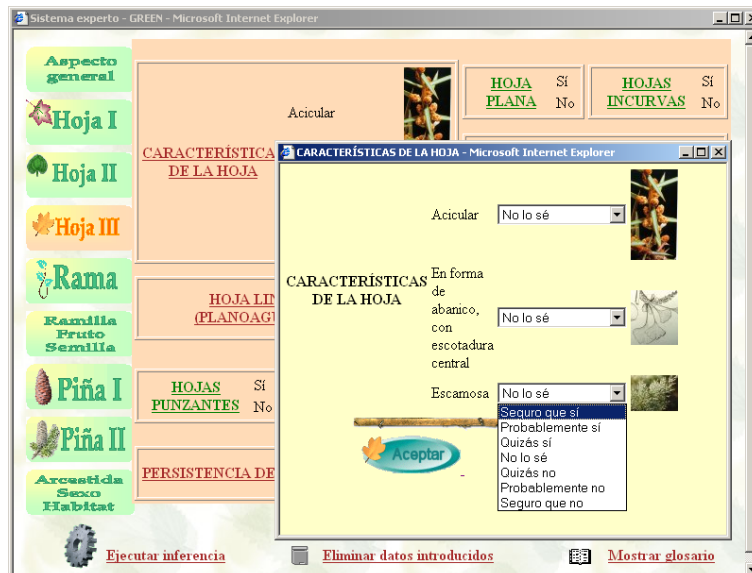 Sistema experto - GREEN - Microsoft Internet Explorer
Aspecto
general
Hoja I
Hoja II
Hoja III
Rama
Ramilla
Fruto
Semilla
Piña I
Piña II
Arcestida
Sexo
Habitat
Acicular
CARACTERÍSTICA
DE LA HOJA
HOJA
PLANA
Sí
No
HOJAS
INCURVAS
Sí
No
HOJA LIN
(PLANOAGU
HOJAS
PUNZANTES
Sí
No
PERSISTENCIA DE
CARACTERÍSTICAS DE LA HOJA - Microsoft Internet Explorer
CARACTERÍSTICAS
DE LA HOJA
Acicular
No lo sé
En forma
de
abanico,
con
escotadura
central
No lo sé
Escamosa
No lo sé
Seguro que sí
Probablemente sí
Quizás sí
No lo sé
Quizás no
Probablemente no
Seguro que no
Aceptar
Ejecutar inferencia
Eliminar datos introducidos
Mostrar glosario